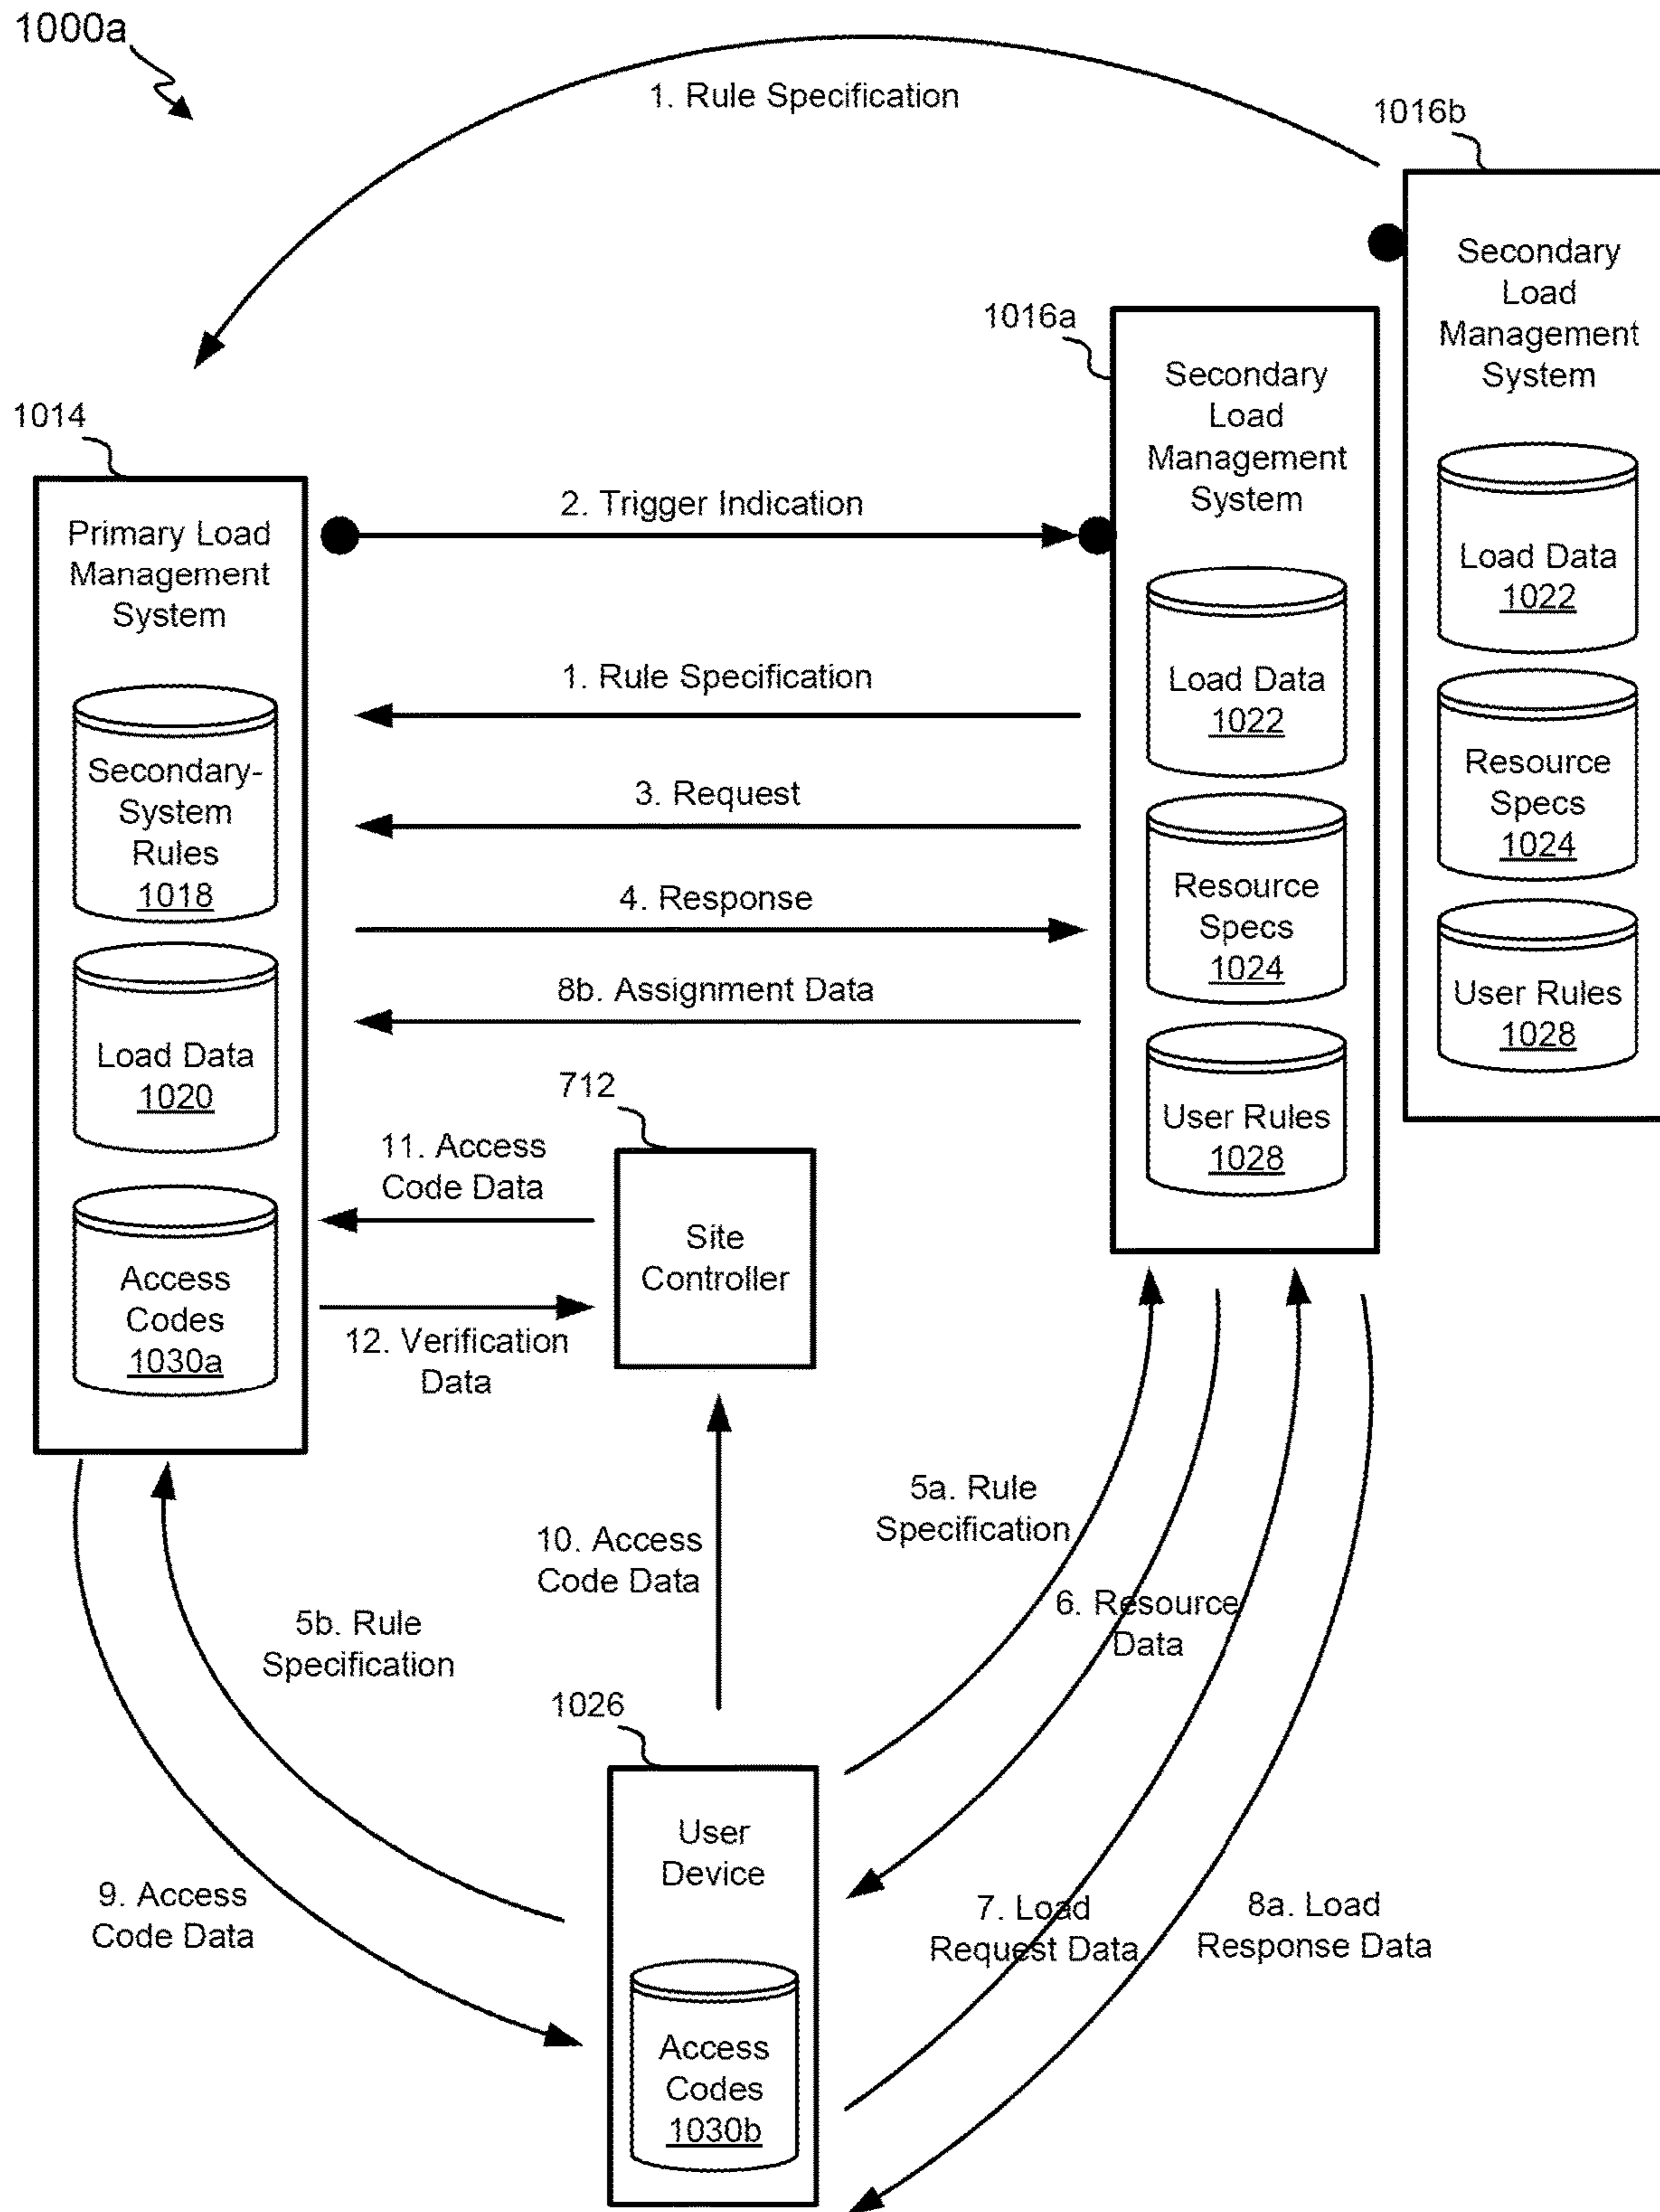 1000a
1. Rule Specification
1016b
Secondary
Load
Management
System
Load Data
1022
Resource
Specs
1024
User Rules
1028
1016a
Secondary
Load
Management
System
Load Data
1022
Resource
Specs
1024
User Rules
1028
1014
Primary Load
Management
System
Secondary-
System
Rules
1018
Load Data
1020
Access
Codes
1030a
2. Trigger Indication
1. Rule Specification
3. Request
4. Response
8b. Assignment Data
712
11. Access
Code Data
Site
Controller
12. Verification
Data
10. Access
Code Data
5a. Rule
Specification
6. Resource
Data
5b. Rule
Specification
1026
User
Device
9. Access
Code Data
7. Load
Request Data
8a. Load
Response Data
Access
Codes
1030b